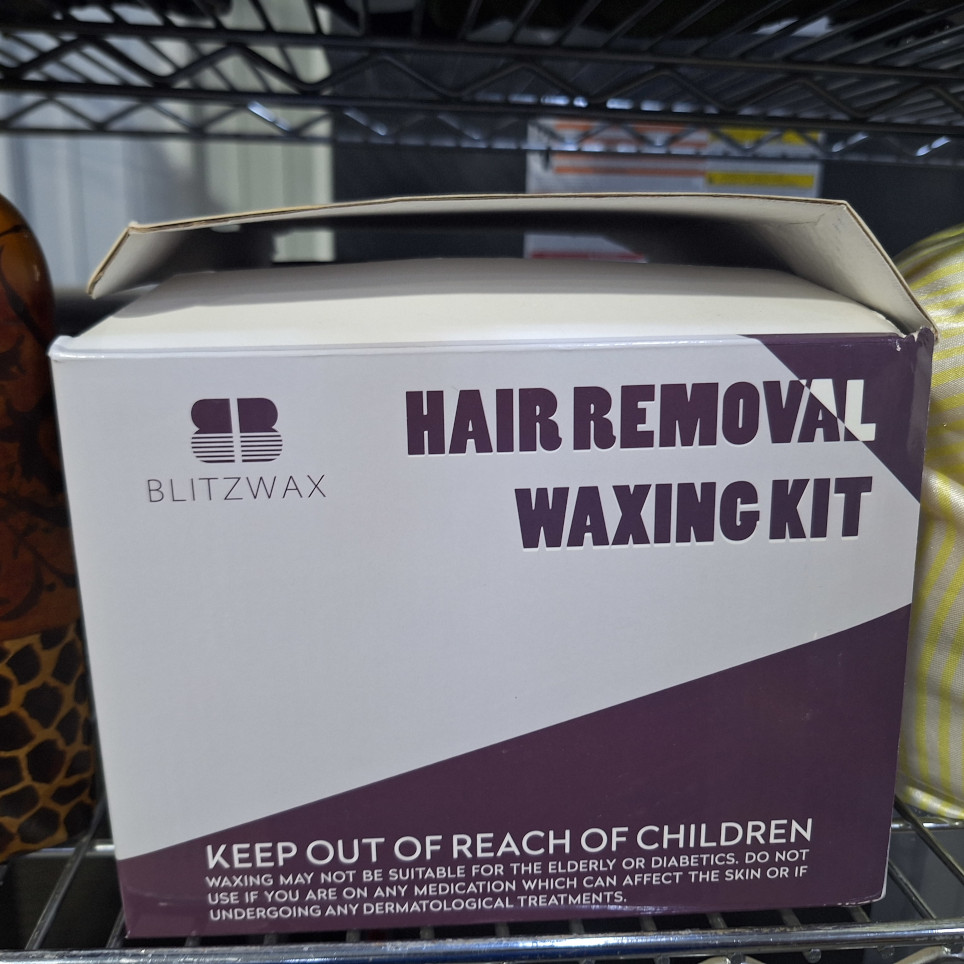 BLITZWAX
HAIR REMOVAL
WAXING KIT
KEEP OUT OF REACH OF CHILDREN
WAXING MAY NOT BE SUITABLE FOR THE ELDERLY OR DIABETICS. DO NOT
USE IF YOU ARE ON ANY MEDICATION WHICH CAN AFFECT THE SKIN OR IF
UNDERGOING ANY DERMATOLOGICAL TREATMENTS.